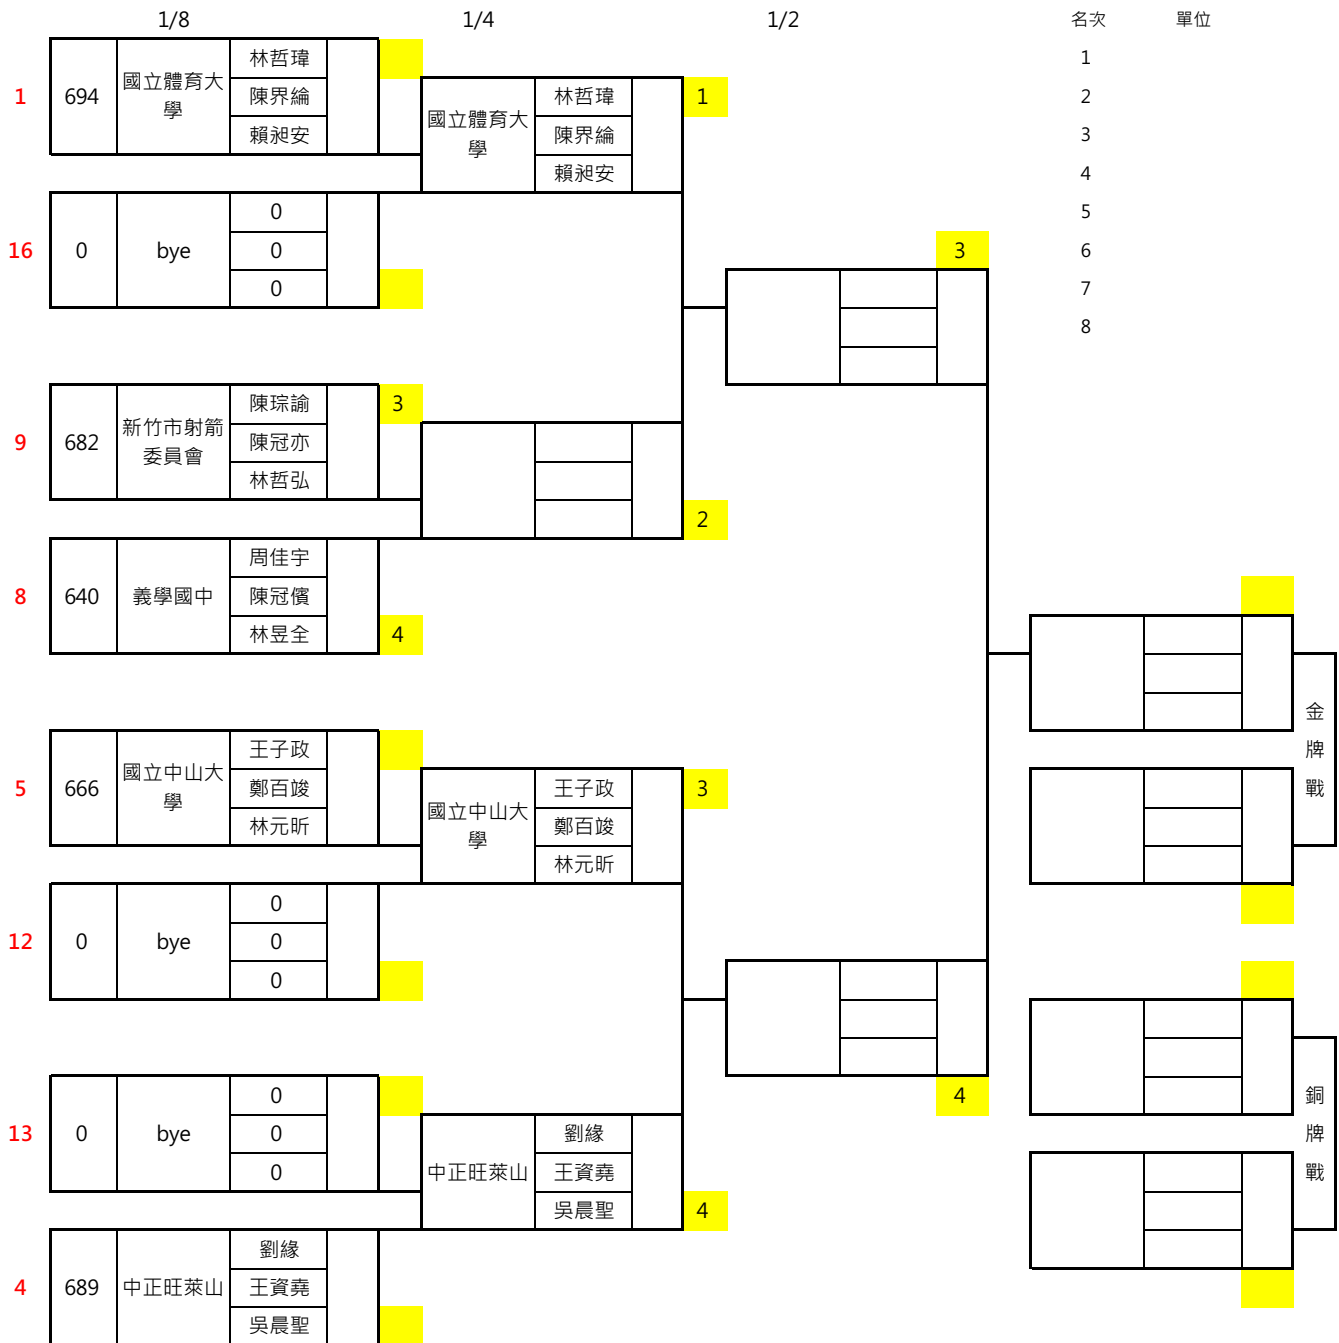 1/8 1/4 1/2 名次 單位
1
2
3
4
5
6
7
8
1 694 國立體育大學 林哲瑋 陳界綸 賴昶安
國立體育大學 林哲瑋 陳界綸 賴昶安 1
16 0 bye 0 0 0
3
9 682 新竹市射箭委員會 陳琮諭 陳冠亦 林哲弘 3
2
8 640 義學國中 周佳宇 陳冠儐 林昱全 4
5 666 國立中山大學 王子政 鄭百竣 林元昕
國立中山大學 王子政 鄭百竣 林元昕 3
12 0 bye 0 0 0
4
13 0 bye 0 0 0
中正旺萊山 劉緣 王資堯 吳晨聖 4
4 689 中正旺萊山 劉緣 王資堯 吳晨聖
金牌戰
銅牌戰